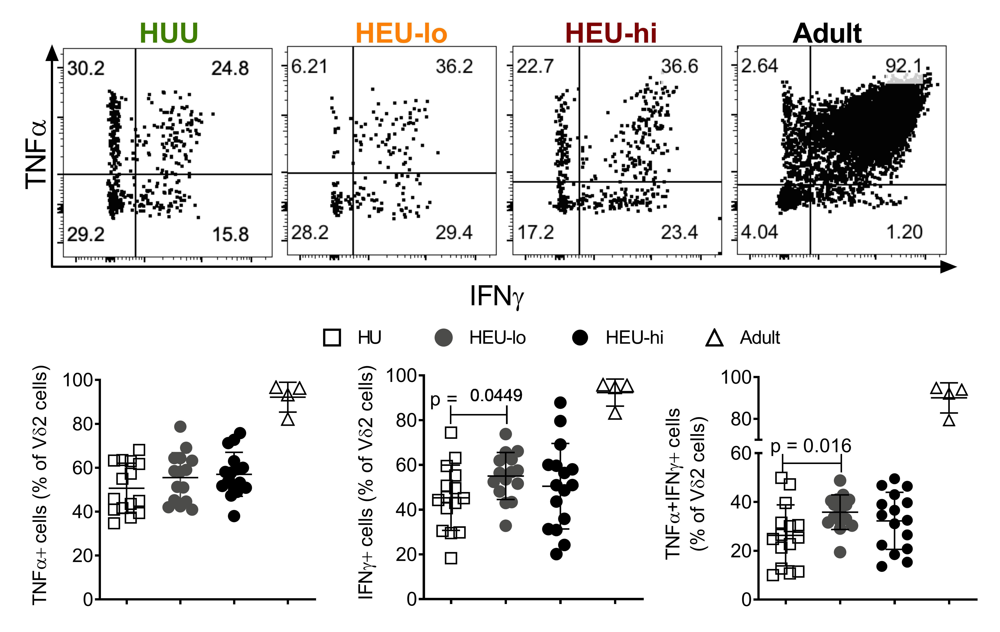 HUU HEU-lo HEU-hi Adult
30.2 24.8 6.21 36.2 22.7 36.6 2.64 92.1
TNFα
29.2 15.8 28.2 29.4 17.2 23.4 4.04 1.20
IFNγ
HU HEU-lo HEU-hi Adult
TNFα+ cells (% of Vδ2 cells)
100
80
60
40
20
0
IFNγ+ cells (% of Vδ2 cells)
100
80
60
40
20
0
p = 0.0449
TNFα+IFNγ+ cells
(% of Vδ2 cells)
100
80
60
40
20
0
p = 0.016